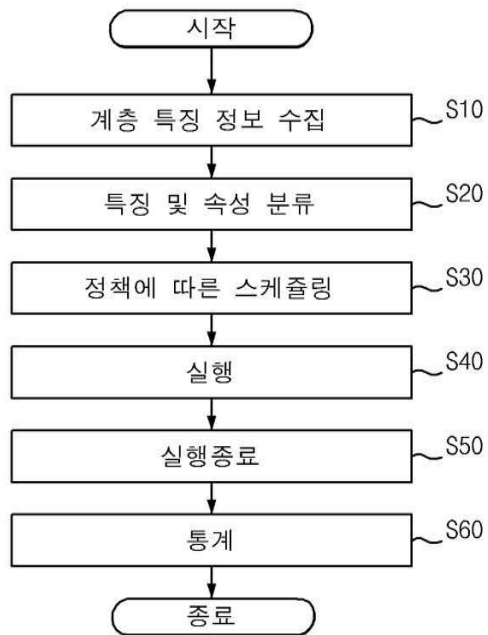 시작
계층 특징 정보 수집
S10
특징 및 속성 분류
S20
정책에 따른 스케쥴링
S30
실행
S40
실행종료
S50
통계
S60
종료